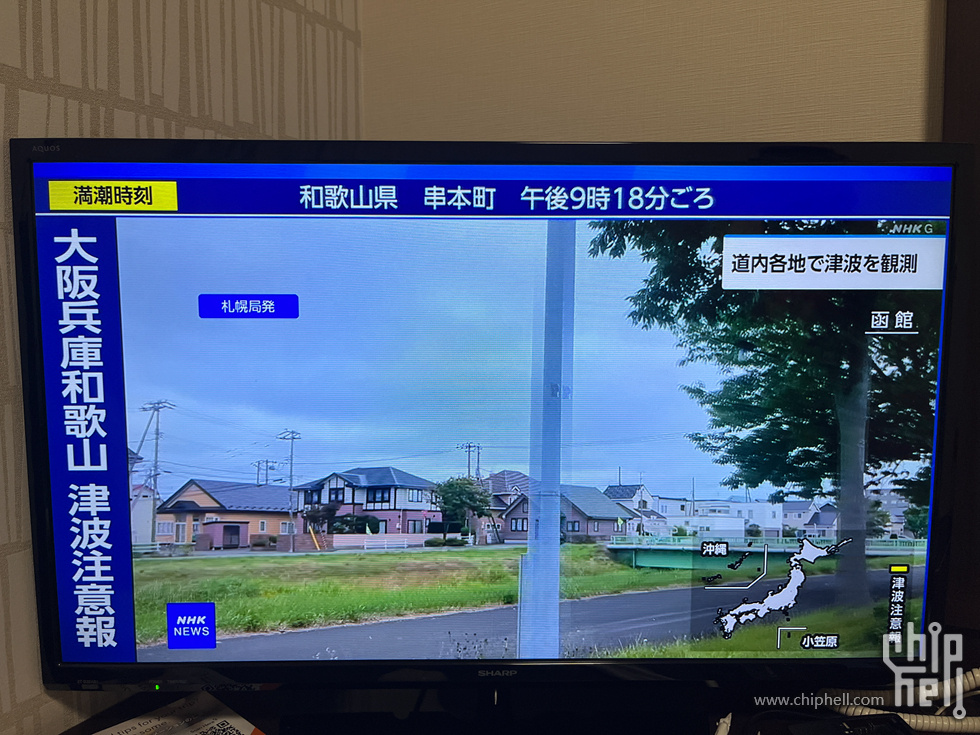 AQUOS
満潮時刻
和歌山県 串本町 午後9時18分ごろ
大阪兵庫和歌山 津波注意報
NHK G
道内各地で津波を観測
札幌局発
函館
沖縄
小笠原
津波注意報
NHK
NEWS
SHARP
www.chiphell.com
chip
hell